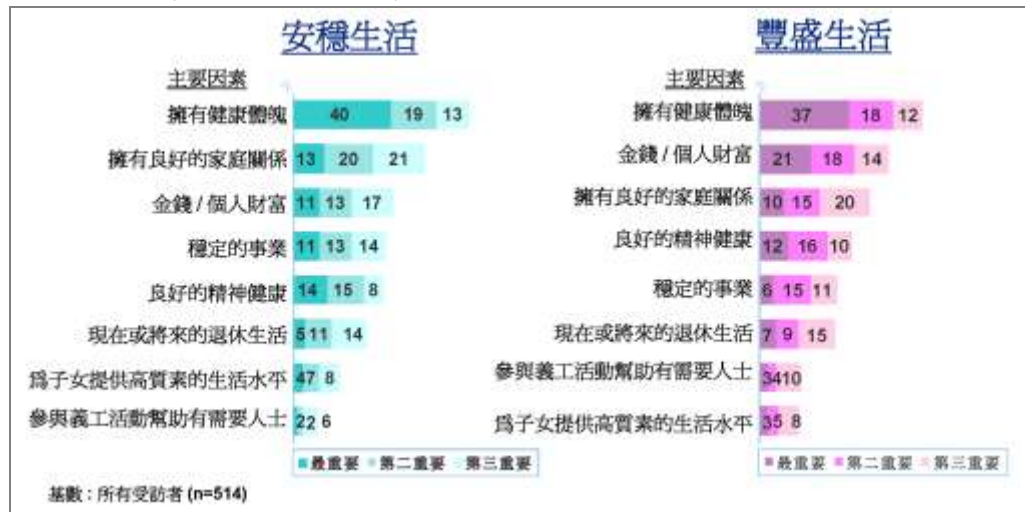 安穩生活
主要因素
擁有健康體魄 40 19 13
擁有良好的家庭關係 13 20 21
金錢 / 個人財富 11 13 17
穩定的事業 11 13 14
良好的精神健康 14 15 8
現在或將來的退休生活 5 11 14
爲子女提供高質素的生活水平 4 7 8
參與義工活動幫助有需要人士 2 2 6
最重要 第二重要 第三重要
基數：所有受訪者 (n=514)
豐盛生活
主要因素
擁有健康體魄 37 18 12
金錢 / 個人財富 21 18 14
擁有良好的家庭關係 10 15 20
良好的精神健康 12 16 10
穩定的事業 6 15 11
現在或將來的退休生活 7 9 15
參與義工活動幫助有需要人士 3 4 10
爲子女提供高質素的生活水平 3 5 8
最重要 第二重要 第三重要